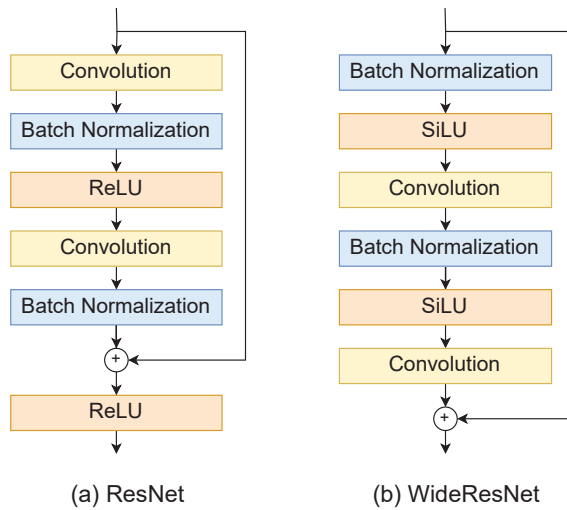 Convolution
Batch Normalization
ReLU
Convolution
Batch Normalization
+
ReLU
(a) ResNet
Batch Normalization
SiLU
Convolution
Batch Normalization
SiLU
Convolution
+
(b) WideResNet